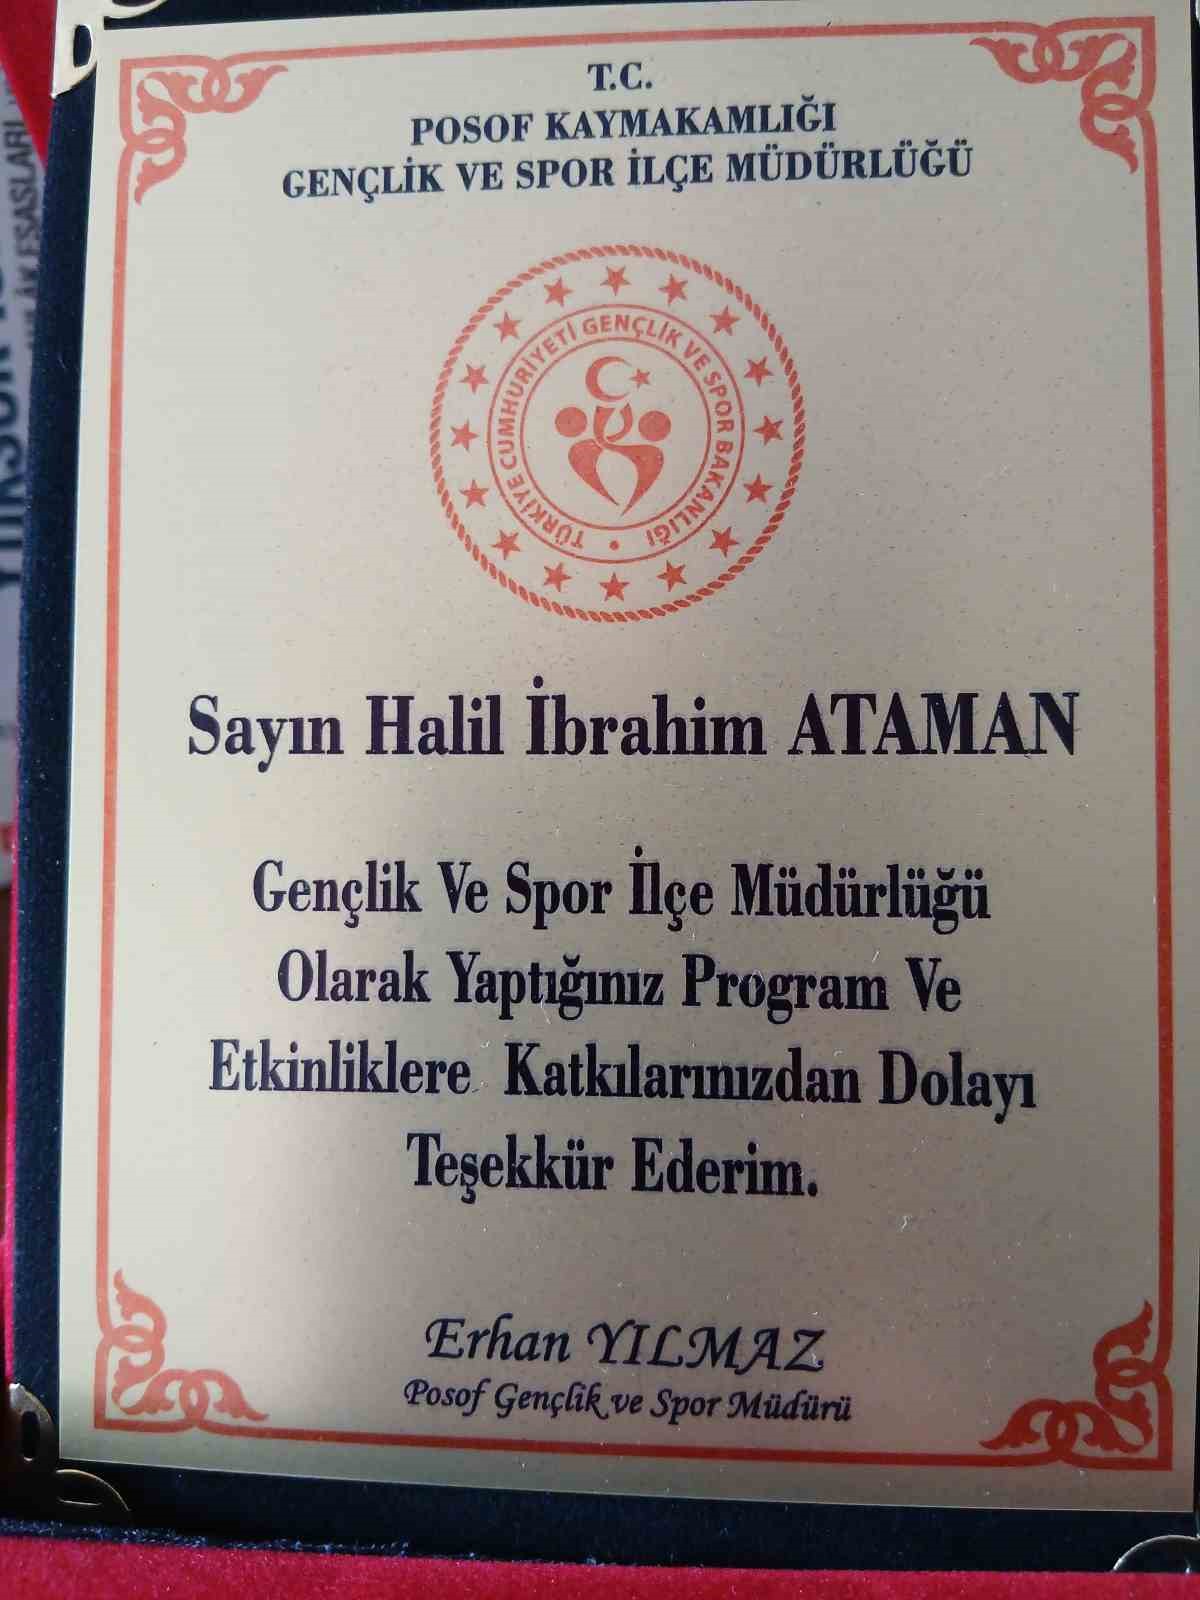 T.C.
POSOF KAYMAKAMLIĞI
GENÇLİK VE SPOR İLÇE MÜDÜRLÜĞÜ
TÜRKİYE CUMHURİYETİ GENÇLİK VE SPOR BAKANLIĞI
Sayın Halil İbrahim ATAMAN
Gençlik Ve Spor İlçe Müdürlüğü
Olarak Yaptığınız Program Ve
Etkinliklere Katkılarınızdan Dolayı
Teşekkür Ederim.
Erhan YILMAZ
Posof Gençlik ve Spor Müdürü
ESASLARI